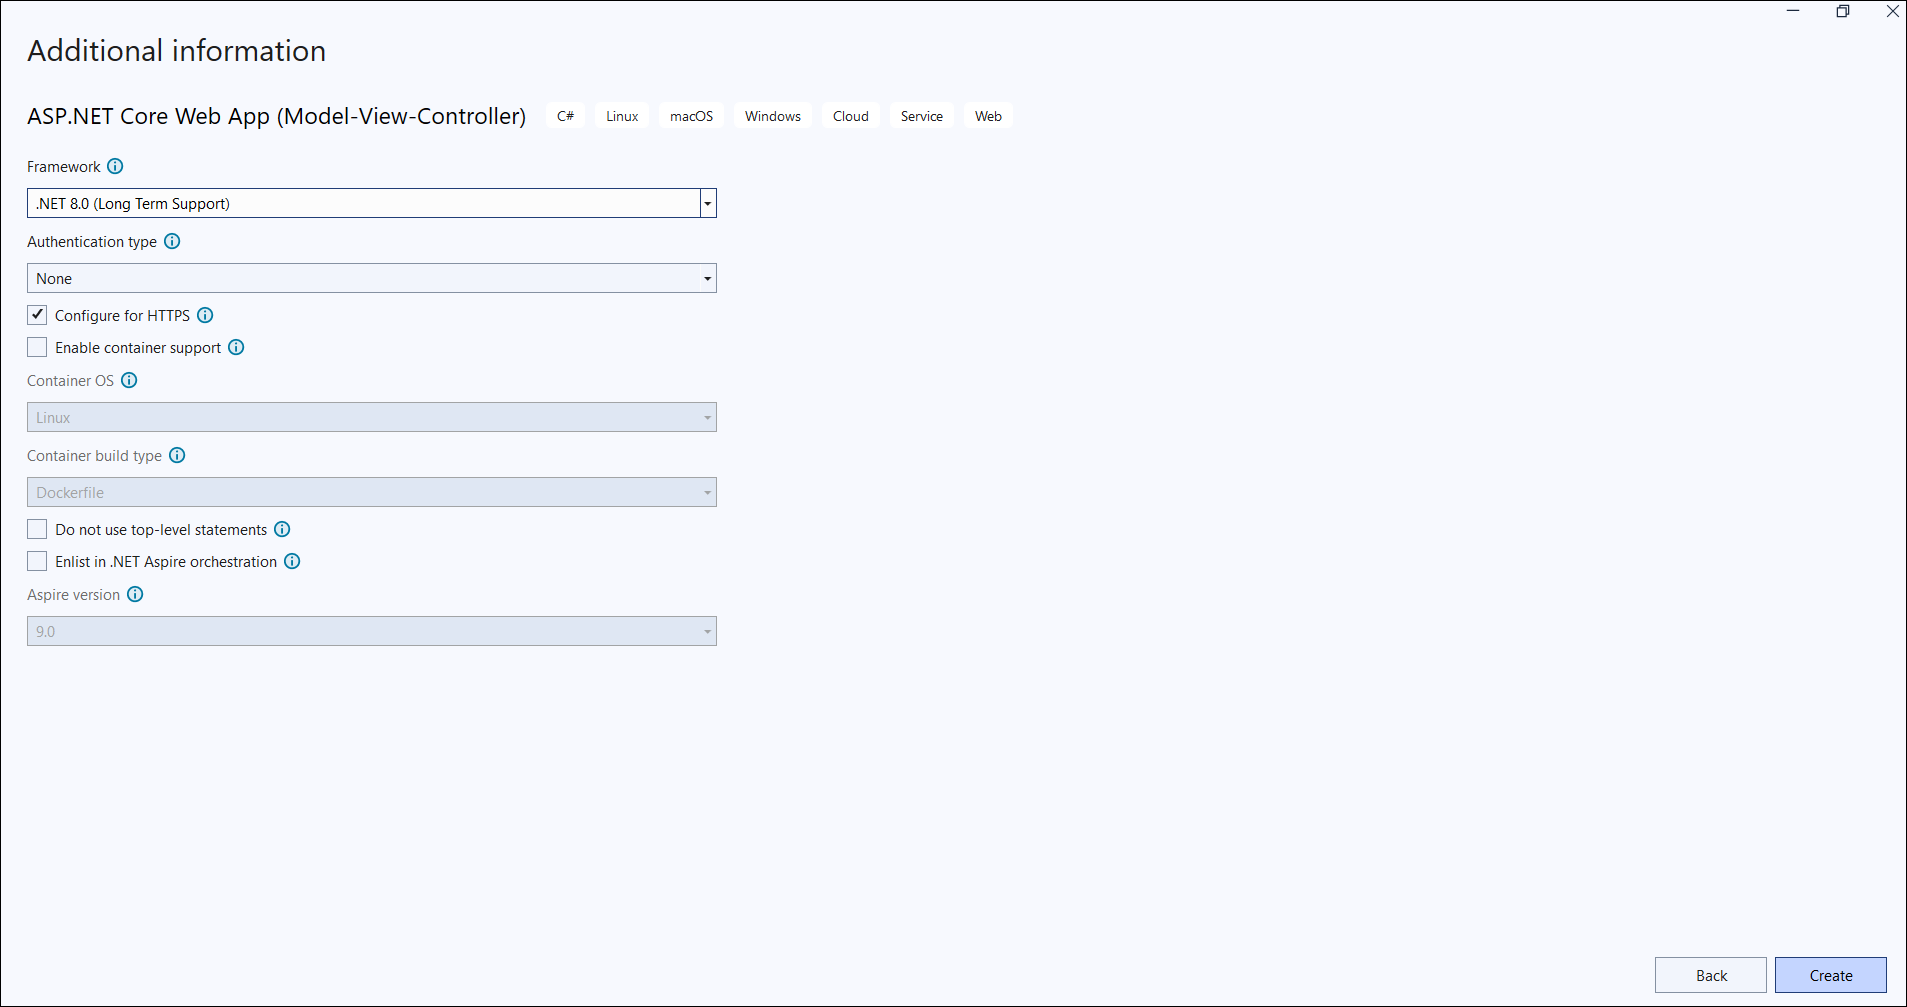 Additional information
ASP.NET Core Web App (Model-View-Controller) C# Linux macOS Windows Cloud Service Web
Framework
.NET 8.0 (Long Term Support)
Authentication type
None
Configure for HTTPS
Enable container support
Container OS
Linux
Container build type
Dockerfile
Do not use top-level statements
Enlist in .NET Aspire orchestration
Aspire version
9.0
Back Create